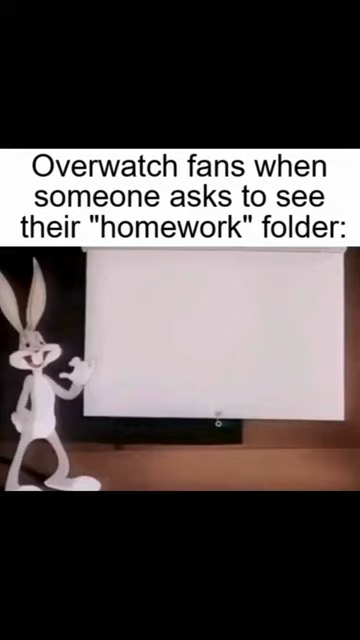 Overwatch fans when
someone asks to see
their "homework" folder: